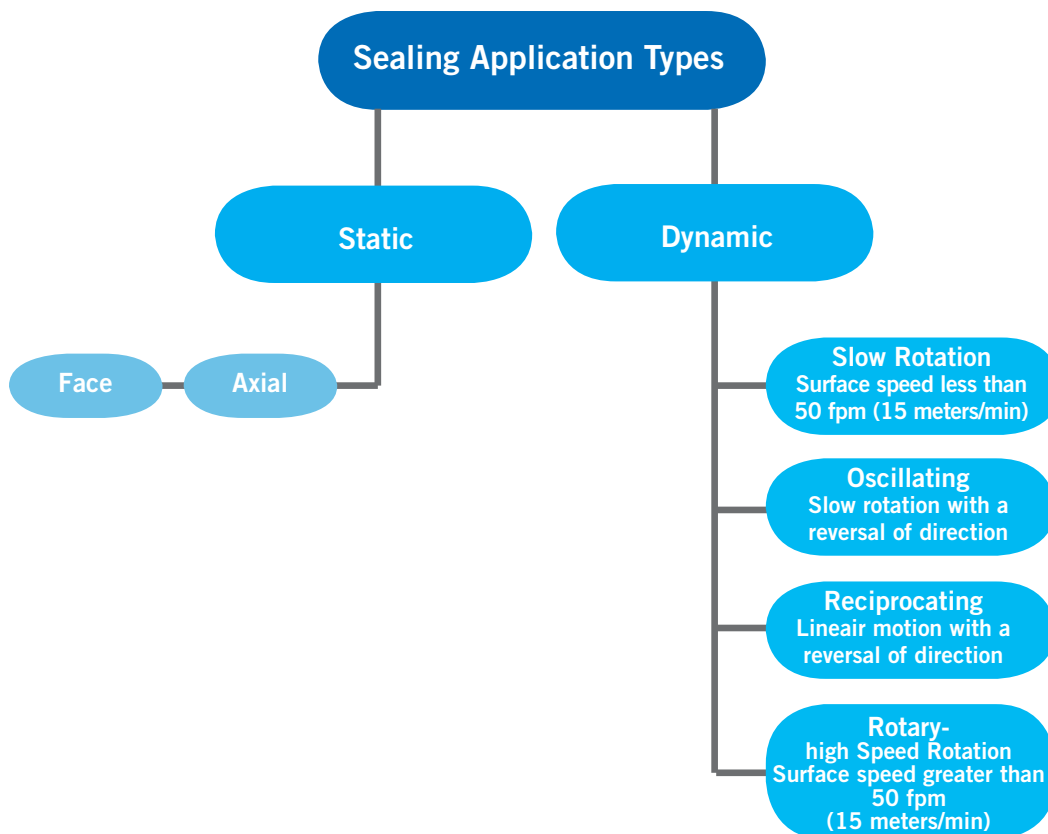 Sealing Application Types
Static
Dynamic
Face
Axial
Slow Rotation
Surface speed less than
50 fpm (15 meters/min)
Oscillating
Slow rotation with a
reversal of direction
Reciprocating
Lineair motion with a
reversal of direction
Rotary-
high Speed Rotation
Surface speed greater than
50 fpm
(15 meters/min)